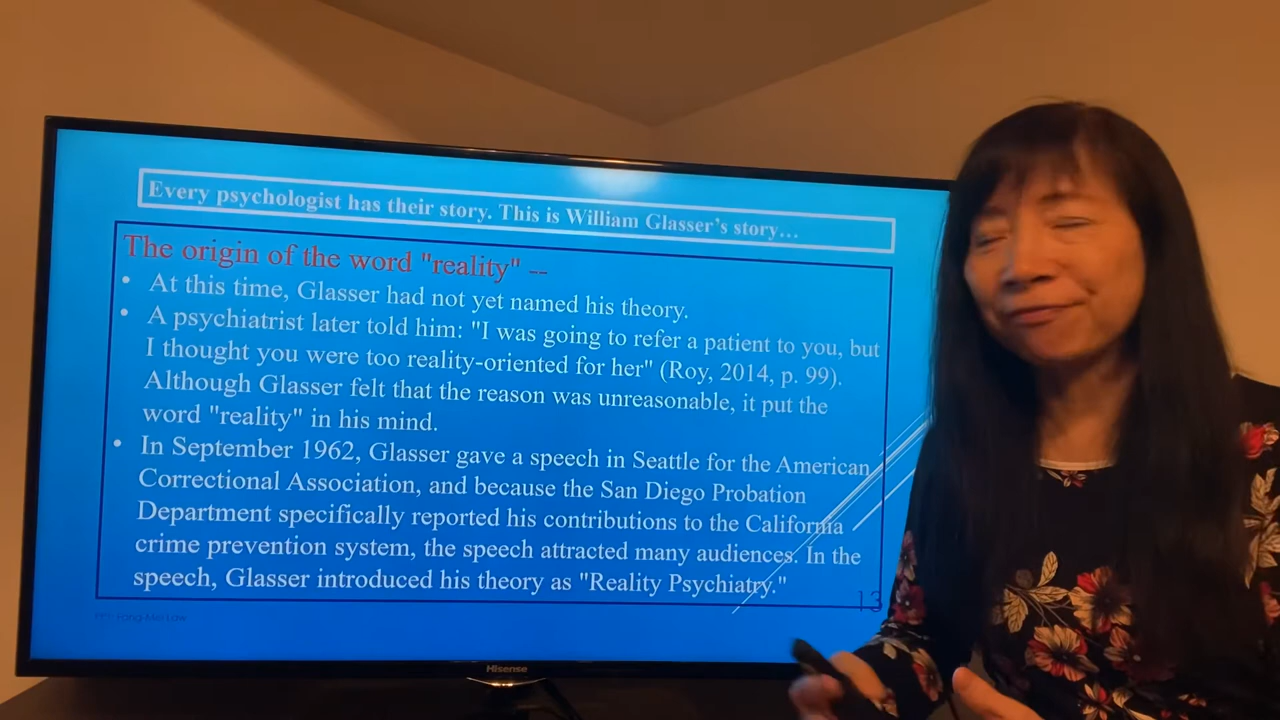 Every psychologist has their story. This is William Glasser's story…
The origin of the word "reality" --
• At this time, Glasser had not yet named his theory.
• A psychiatrist later told him: "I was going to refer a patient to you, but
I thought you were too reality-oriented for her" (Roy, 2014, p. 99).
Although Glasser felt that the reason was unreasonable, it put the
word "reality" in his mind.
• In September 1962, Glasser gave a speech in Seattle for the American
Correctional Association, and because the San Diego Probation
Department specifically reported his contributions to the California
crime prevention system, the speech attracted many audiences. In the
speech, Glasser introduced his theory as "Reality Psychiatry."
13
Fang-Mei Law
Hisense